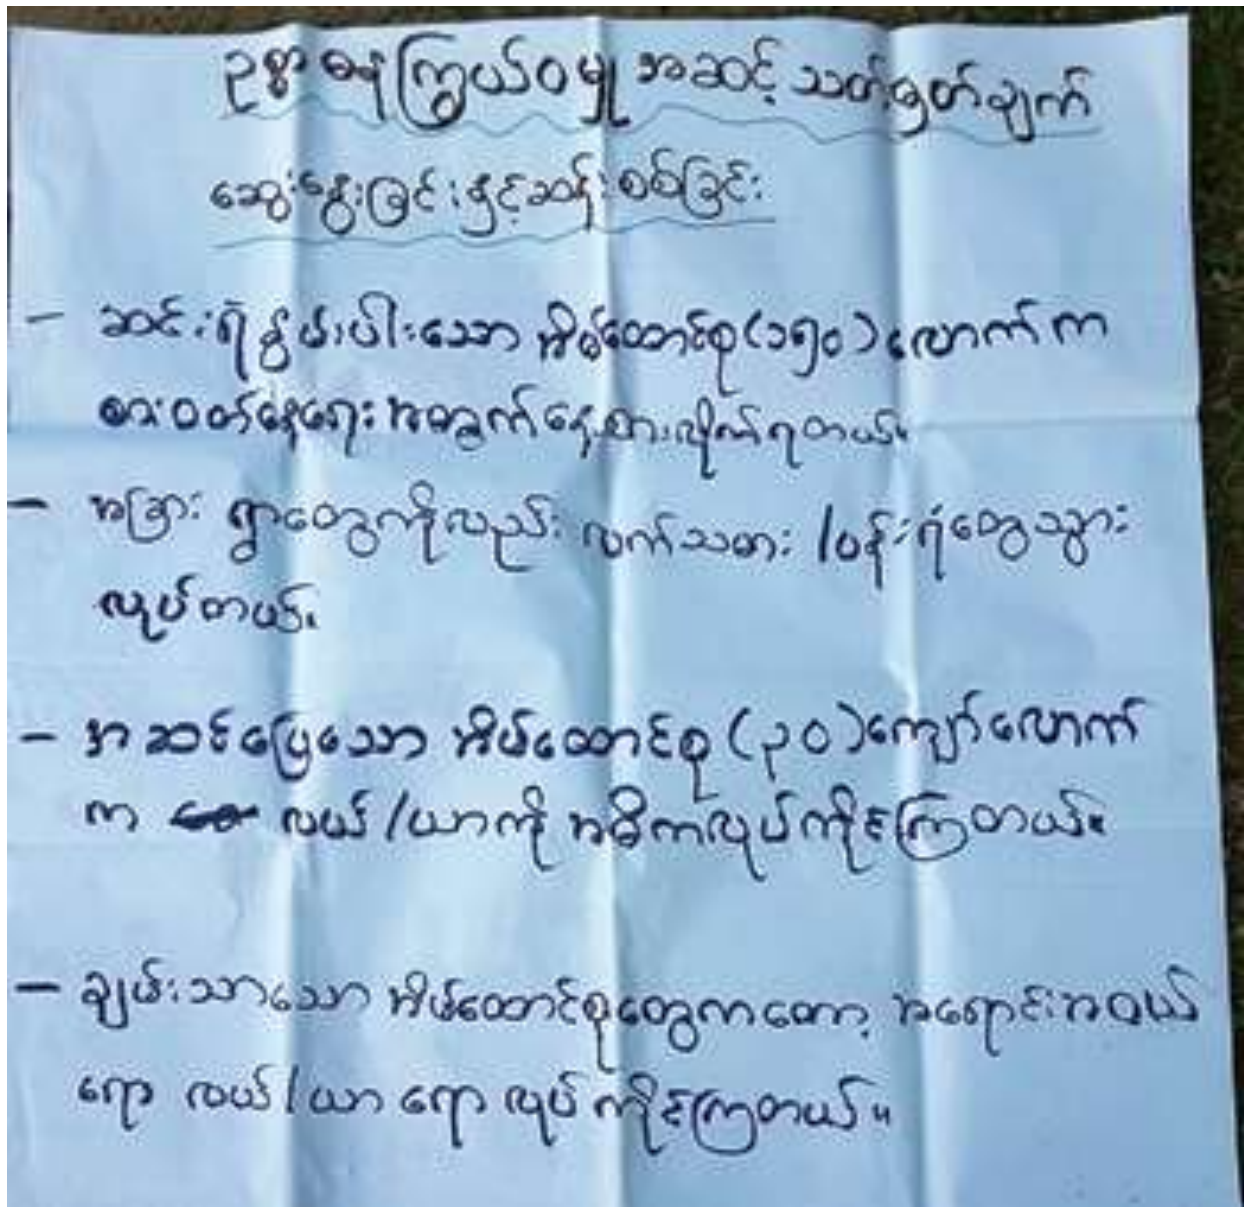 ဥစ္စာဓန ကြွယ်ဝမှု အဆင့် သတ်မှတ်ချက်
ဆွေးနွေးခြင်းနှင့်ဆန်းစစ်ခြင်း
- ဆင်းရဲနွမ်းပါးသော အိမ်ထောင်စု(၁၅၀)လောက်က
စားဝတ်နေရေးအတွက်နေ့စားလိုက်ရတယ်။
- အခြား ရွာတွေကိုလည်း လက်သမား /ပန်းရံတွေသွား
လုပ်တယ်။
- အဆင်ပြေသော အိမ်ထောင်စု (၃၀)ကျော်လောက်
က လယ်/ယာကို အဓိကလုပ်ကိုင်ကြတယ်။
- ချမ်းသာသော အိမ်ထောင်စုတွေကတော့ အရောင်းအဝယ်
ရော လယ်/ယာ ရော လုပ်ကိုင်ကြတယ်။